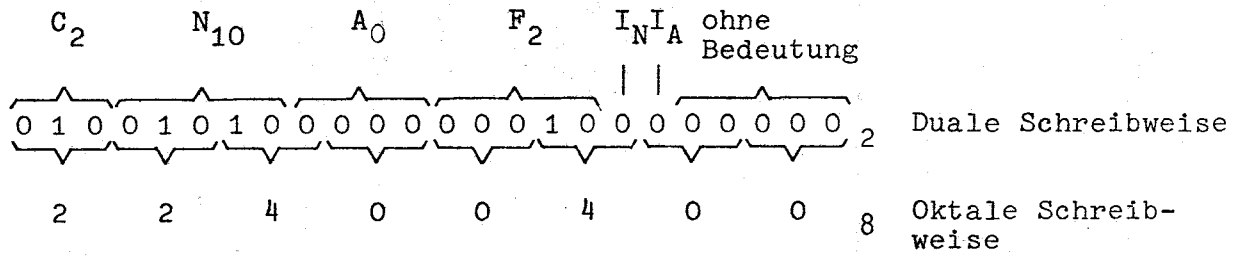 C₂ N₁₀ A₀ F₂ I_N I_A ohne
Bedeutung
0 1 0 0 1 0 1 0 0 0 0 0 0 0 0 1 0 0 0 0 0 0 0 0 ₂ Duale Schreibweise
2 2 4 0 0 4 0 0 ₈ Oktale Schreib-
weise